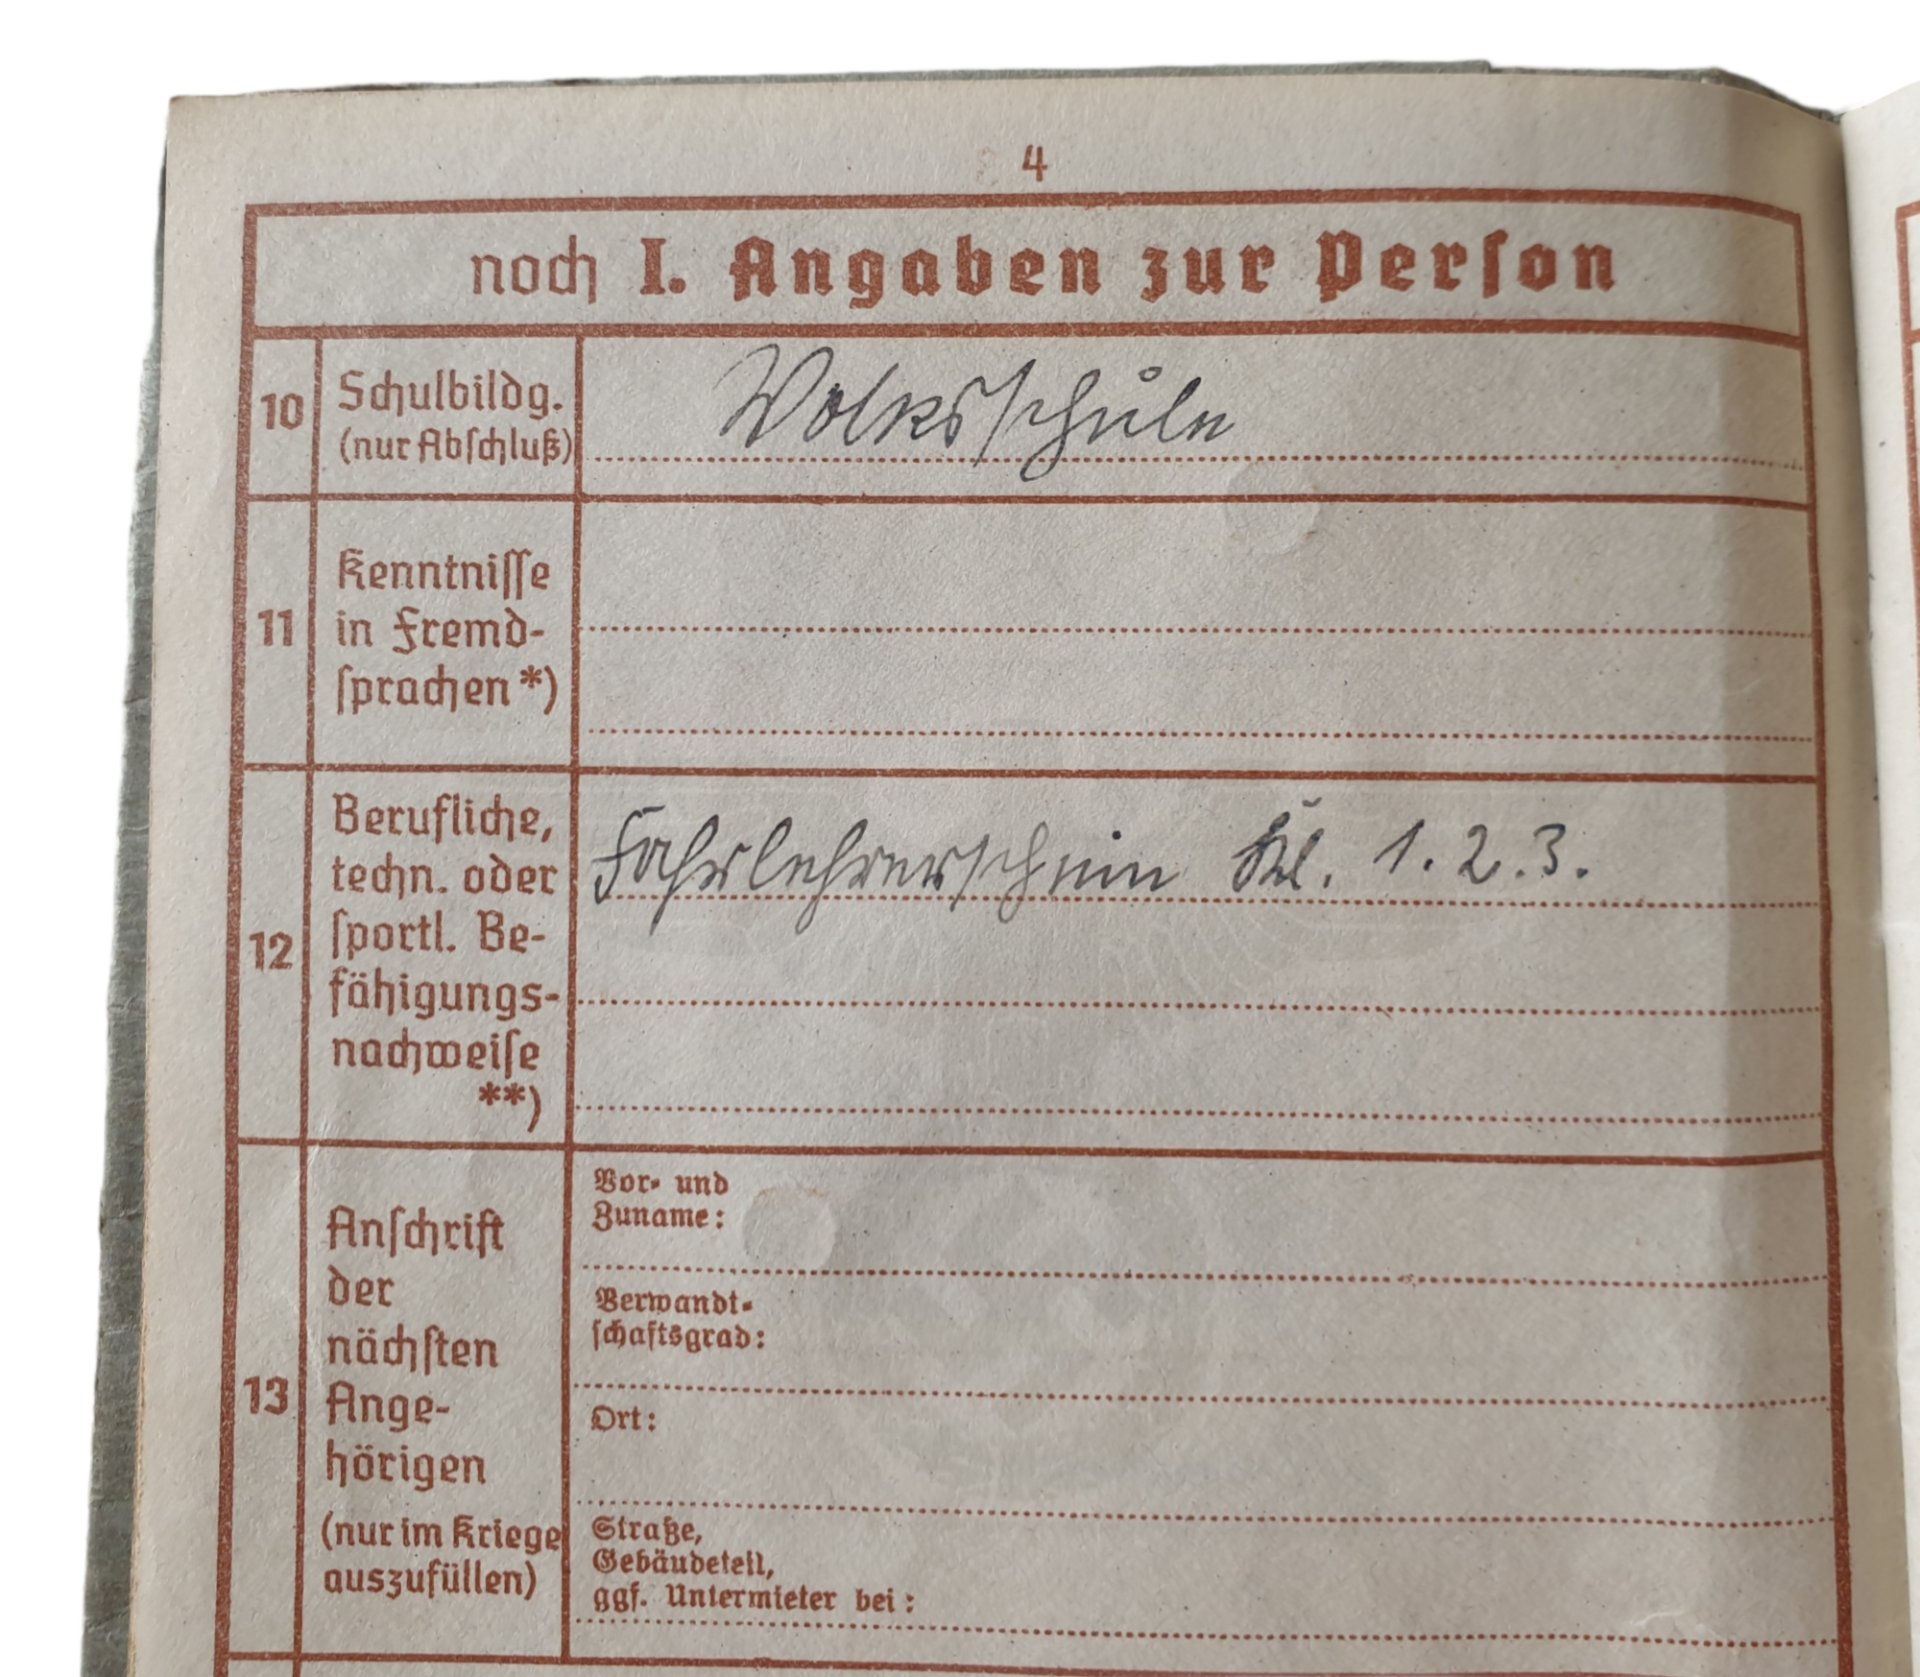 4
noch I. Angaben zur Person
10
Schulbildg.
(nur Abschluß)
Volksschule
11
Kenntnisse
in Fremd-
sprachen *)
12
Berufliche,
techn. oder
sportl. Be-
fähigungs-
nachweise
**)
Fahrlehrerschein Kl. 1. 2. 3.
13
Anschrift
der
nächsten
Ange-
hörigen
(nur im Kriege
auszufüllen)
Vor- und
Zuname:
Verwandt-
schaftsgrad:
Ort:
Straße,
Gebäudeteil,
ggf. Untermieter bei: